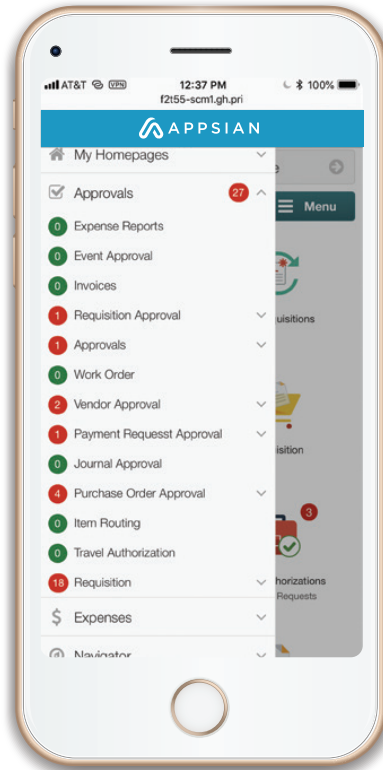 AT&T VPN 12:37 PM 100%
f2t55-scm1.gh.pri
APPSIAN
My Homepages
Approvals 27
Menu
0 Expense Reports
0 Event Approval
0 Invoices
1 Requisition Approval
uisitions
1 Approvals
0 Work Order
2 Vendor Approval
1 Payment Requesst Approval
isition
0 Journal Approval
4 Purchase Order Approval
3
0 Item Routing
0 Travel Authorization
18 Requisition
horizations
Requests
$ Expenses
Navigator